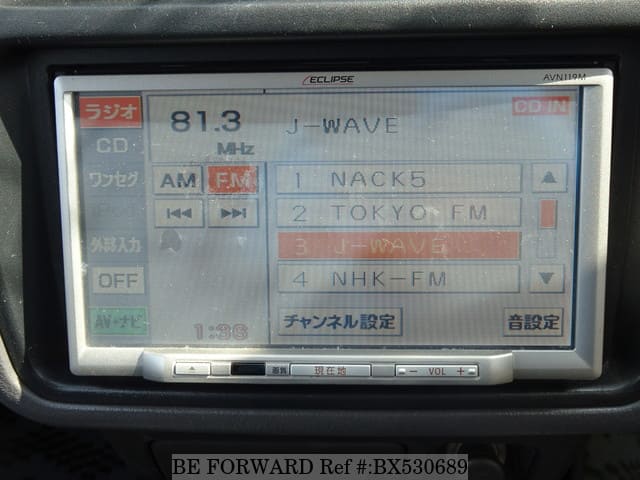 ECLIPSE
AVN119M
ラジオ
81.3 MHz
J-WAVE
CD IN
CD
ワンセグ
AM
FM
1 NACK5
2 TOKYO FM
外部入力
3 J-WAVE
OFF
4 NHK-FM
AV+ナビ
チャンネル設定
音設定
画質
現在地
− VOL +
BE FORWARD Ref #:BX530689